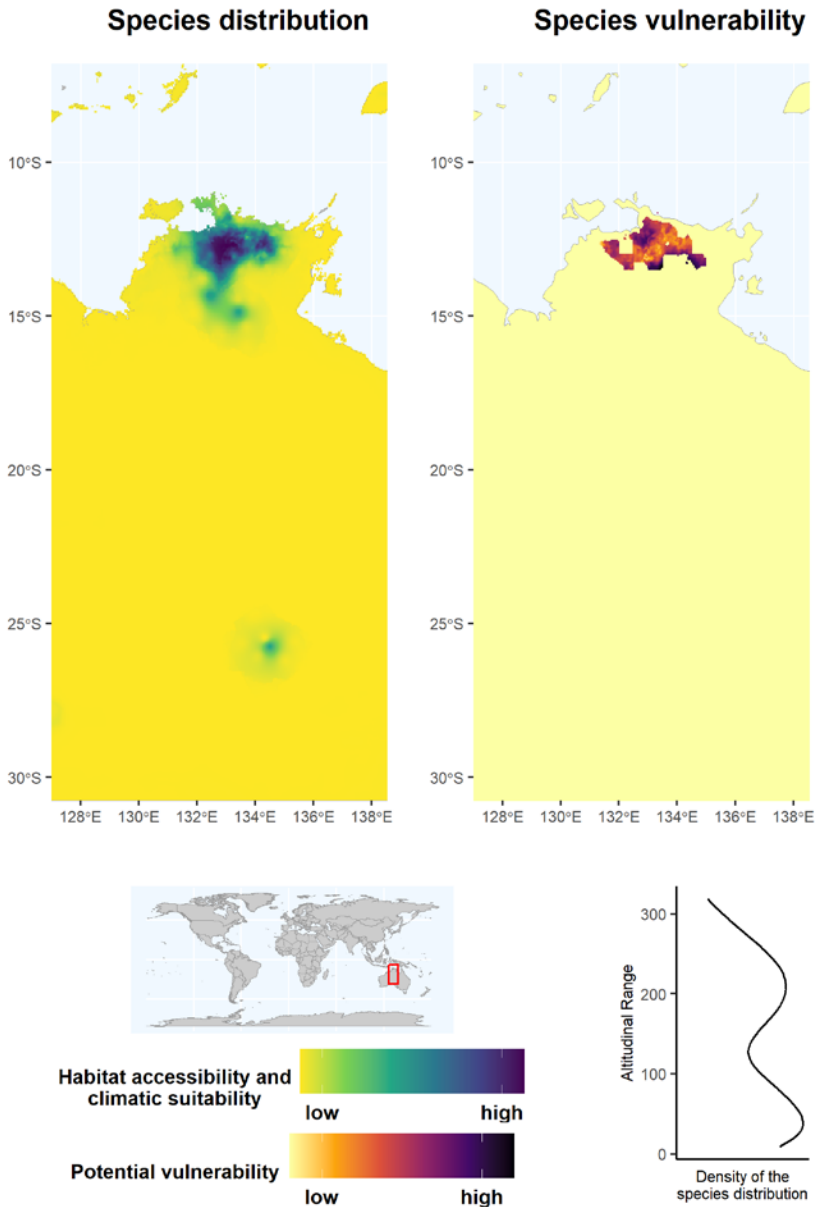 Species distribution
Species vulnerability
10°S
15°S
20°S
25°S
30°S
128°E 130°E 132°E 134°E 136°E 138°E
10°S
15°S
20°S
25°S
30°S
128°E 130°E 132°E 134°E 136°E 138°E
Habitat accessibility and
climatic suitability
low high
Potential vulnerability
low high
Altitudinal Range
300
200
100
0
Density of the
species distribution